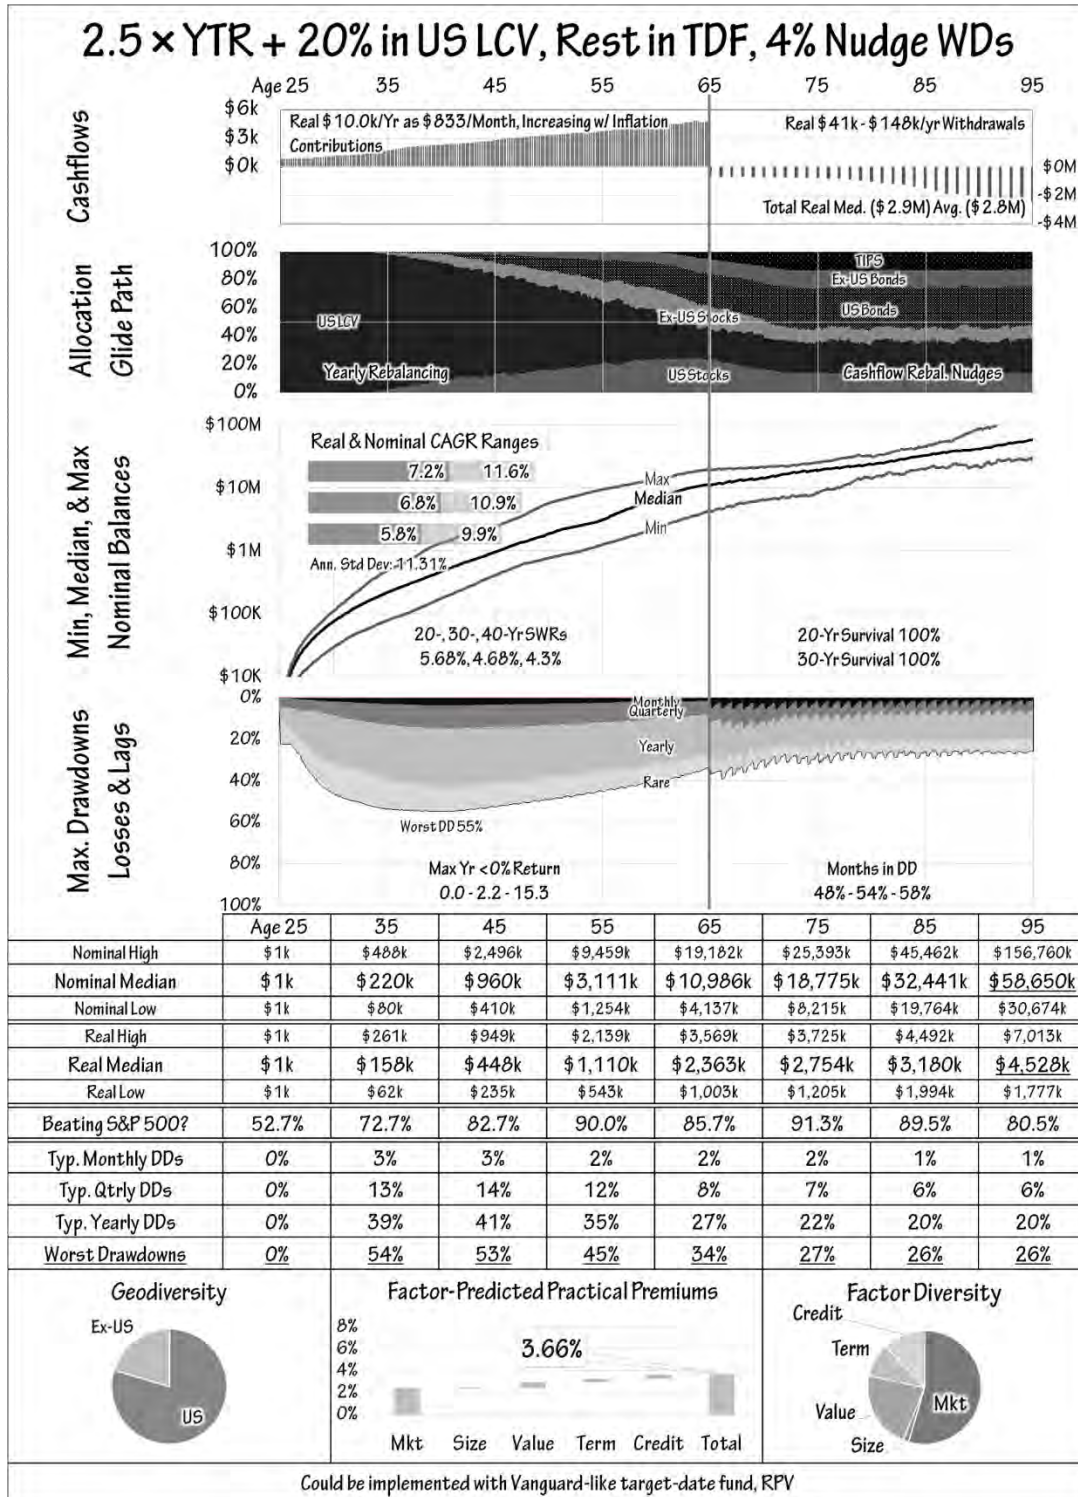 2.5 × YTR + 20% in US LCV, Rest in TDF, 4% Nudge WDs
Age 25 35 45 55 65 75 85 95
Cashflows
$6k
$3k
$0k
Real $10.0k/Yr as $833/Month, Increasing w/ Inflation
Contributions
Real $41k - $148k/yr Withdrawals
Total Real Med. ($2.9M) Avg. ($2.8M)
$0M
-$2M
-$4M
Allocation
Glide Path
100%
80%
60%
40%
20%
0%
US LCV
Yearly Rebalancing
TIPS
Ex-US Bonds
US Bonds
Ex-US Stocks
US Stocks
Cashflow Rebal. Nudges
Min, Median, & Max
Nominal Balances
$100M
$10M
$1M
$100K
$10K
Real & Nominal CAGR Ranges
7.2% 11.6%
6.8% 10.9%
5.8% 9.9%
Ann. Std Dev: 11.31%
Max
Median
Min
20-, 30-, 40-Yr SWRs
5.68%, 4.68%, 4.3%
20-Yr Survival 100%
30-Yr Survival 100%
Max. Drawdowns
Losses & Lags
0%
20%
40%
60%
80%
100%
Monthly
Quarterly
Yearly
Rare
Worst DD 55%
Max Yr <0% Return
0.0 - 2.2 - 15.3
Months in DD
48% - 54% - 58%
Age 25 35 45 55 65 75 85 95
Nominal High $1k $488k $2,496k $9,459k $19,182k $25,393k $45,462k $156,760k
Nominal Median $1k $220k $960k $3,111k $10,986k $18,775k $32,441k $58,650k
Nominal Low $1k $80k $410k $1,254k $4,137k $8,215k $19,764k $30,674k
Real High $1k $261k $949k $2,139k $3,569k $3,725k $4,492k $7,013k
Real Median $1k $158k $448k $1,110k $2,363k $2,754k $3,180k $4,528k
Real Low $1k $62k $235k $543k $1,003k $1,205k $1,994k $1,777k
Beating S&P 500? 52.7% 72.7% 82.7% 90.0% 85.7% 91.3% 89.5% 80.5%
Typ. Monthly DDs 0% 3% 3% 2% 2% 2% 1% 1%
Typ. Qtrly DDs 0% 13% 14% 12% 8% 7% 6% 6%
Typ. Yearly DDs 0% 39% 41% 35% 27% 22% 20% 20%
Worst Drawdowns 0% 54% 53% 45% 34% 27% 26% 26%
Geodiversity
Ex-US
US
Factor-Predicted Practical Premiums
8%
6%
4%
2%
0%
3.66%
Mkt Size Value Term Credit Total
Factor Diversity
Credit
Term
Value
Size
Mkt
Could be implemented with Vanguard-like target-date fund, RPV